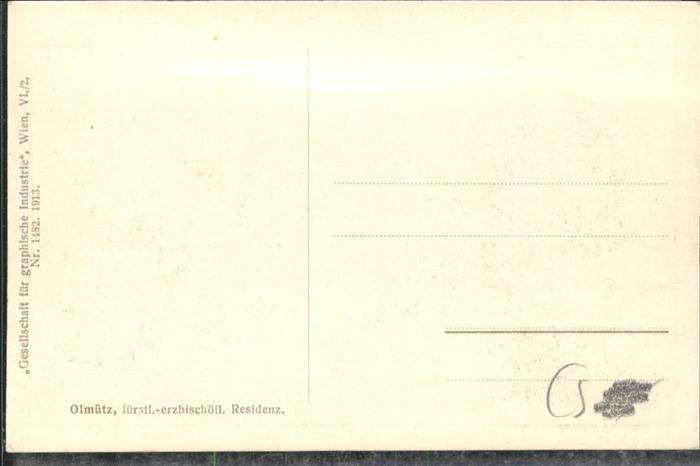 „Gesellschaft für graphische Industrie“, Wien, VI./2,
Nr. 1482. 1913.
Olmütz, fürstl.-erzbischöfl. Residenz.